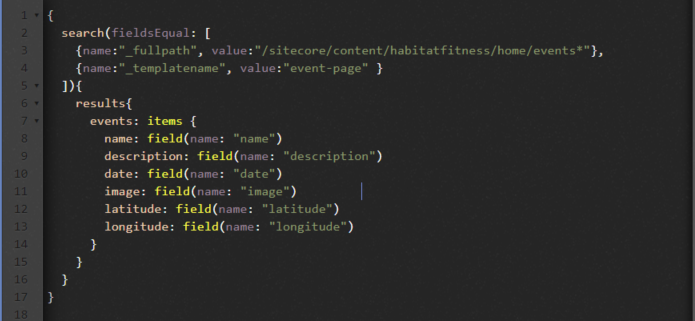 1 {
2 search(fieldsEqual: [
3 {name:"_fullpath", value:"/sitecore/content/habitatfitness/home/events*"},
4 {name:"_templatename", value:"event-page" }
5 ]){
6 results{
7 events: items {
8 name: field(name: "name")
9 description: field(name: "description")
10 date: field(name: "date")
11 image: field(name: "image")
12 latitude: field(name: "latitude")
13 longitude: field(name: "longitude")
14 }
15 }
16 }
17 }
18